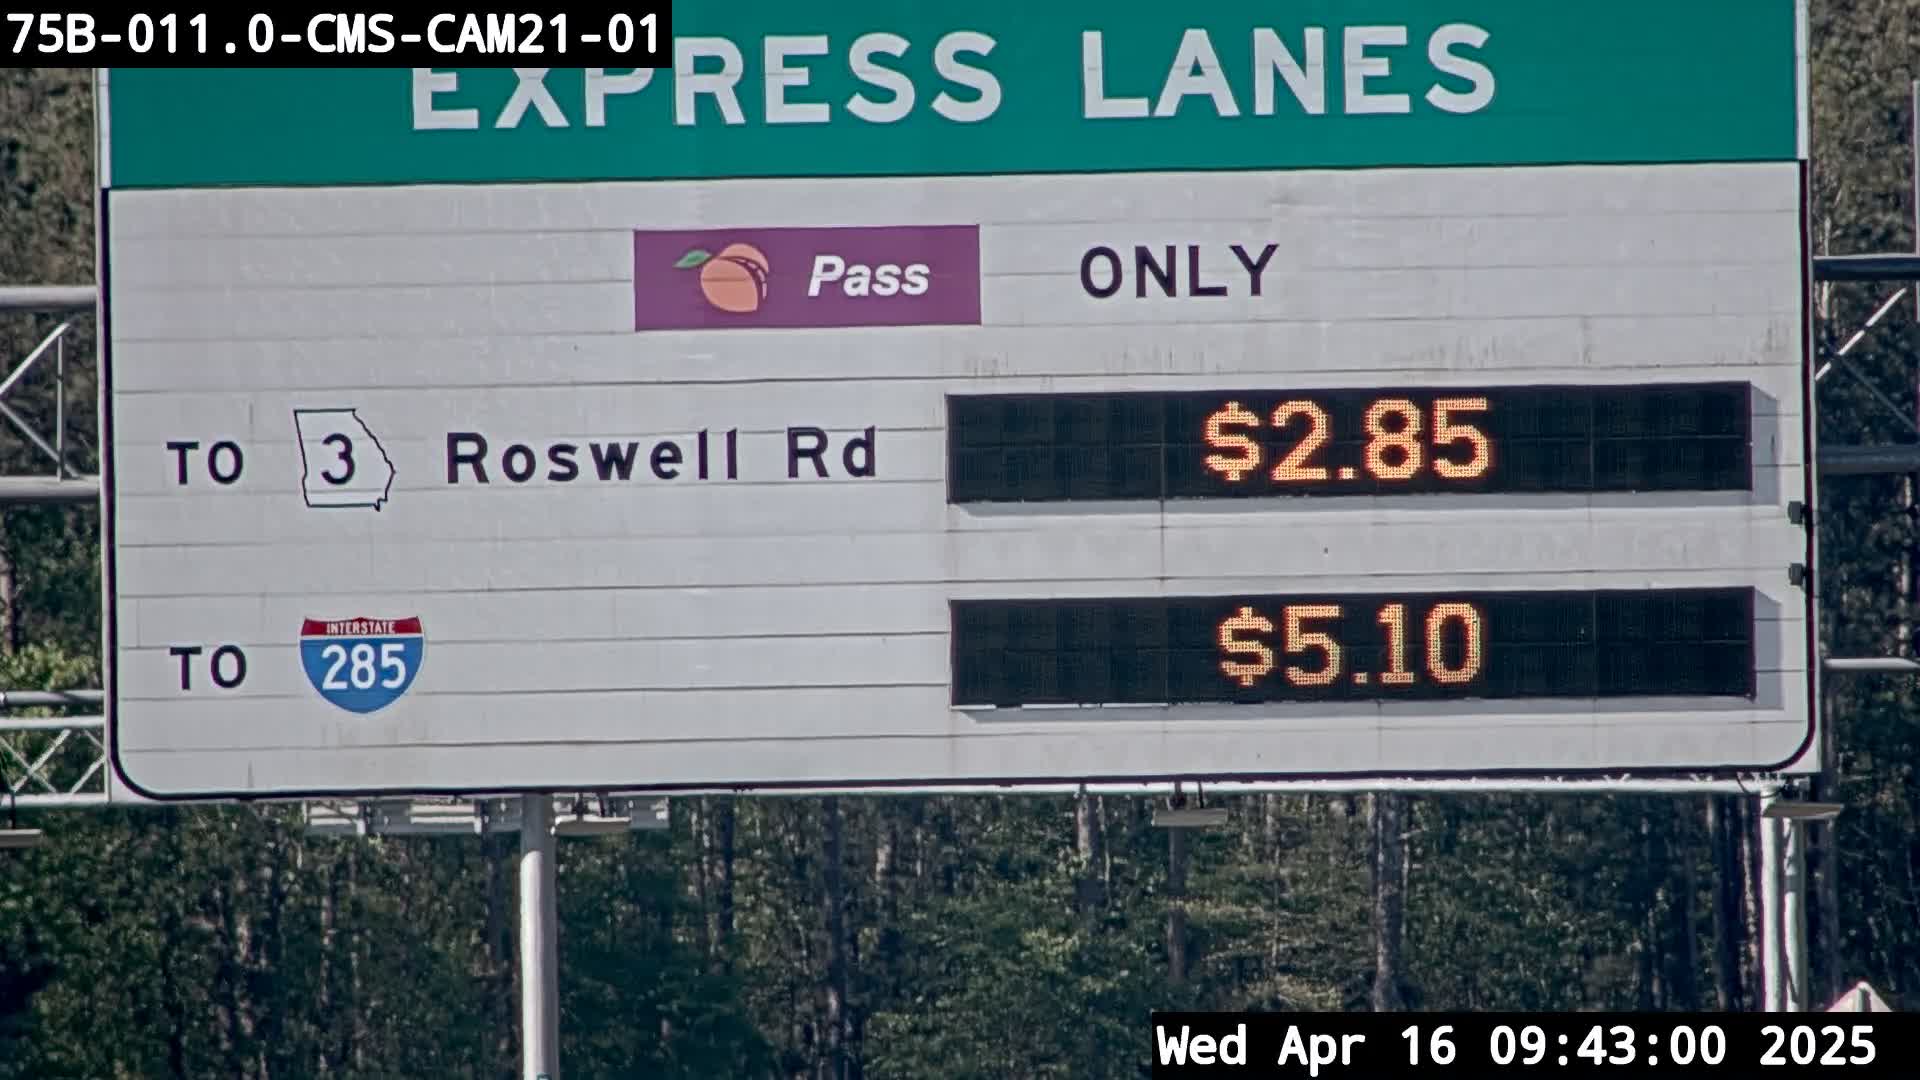 75B-011.0-CMS-CAM21-01
EXPRESS LANES
Pass ONLY
TO 3 Roswell Rd $2.85
INTERSTATE
TO 285 $5.10
Wed Apr 16 09:43:00 2025